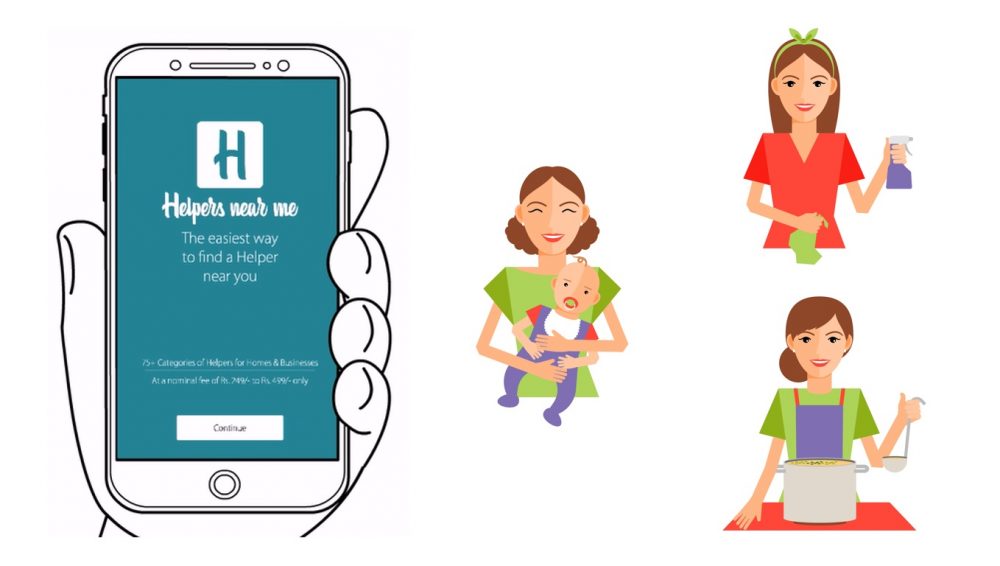 H
Helpers near me
The easiest way
to find a Helper
near you
75+ Categories of Helpers for Homes & Businesses
At a nominal fee of Rs. 249/- to Rs. 499/- only
Continue